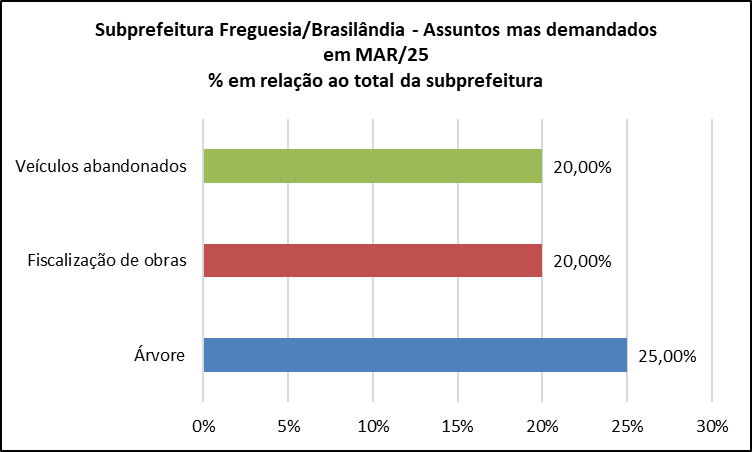 Subprefeitura Freguesia/Brasilândia - Assuntos mas demandados
em MAR/25
% em relação ao total da subprefeitura
Veículos abandonados
20,00%
Fiscalização de obras
20,00%
Árvore
25,00%
0% 5% 10% 15% 20% 25% 30%